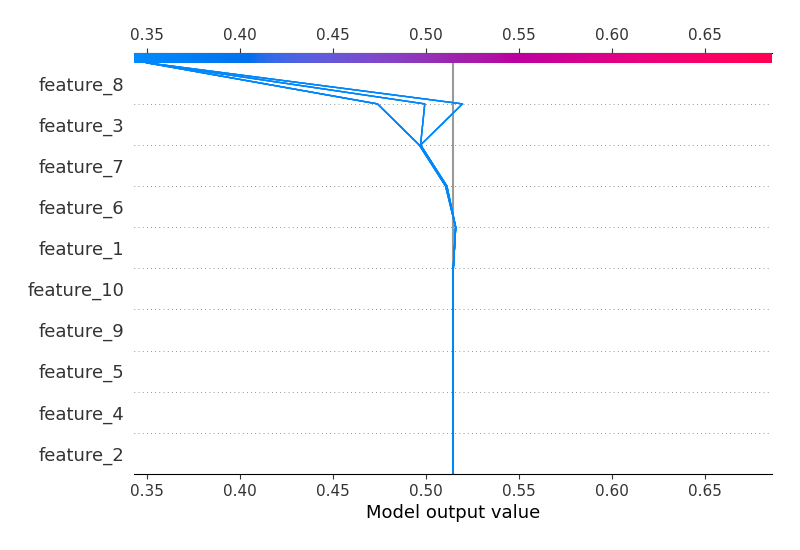 0.35 0.40 0.45 0.50 0.55 0.60 0.65
feature_8
feature_3
feature_7
feature_6
feature_1
feature_10
feature_9
feature_5
feature_4
feature_2
0.35 0.40 0.45 0.50 0.55 0.60 0.65
Model output value